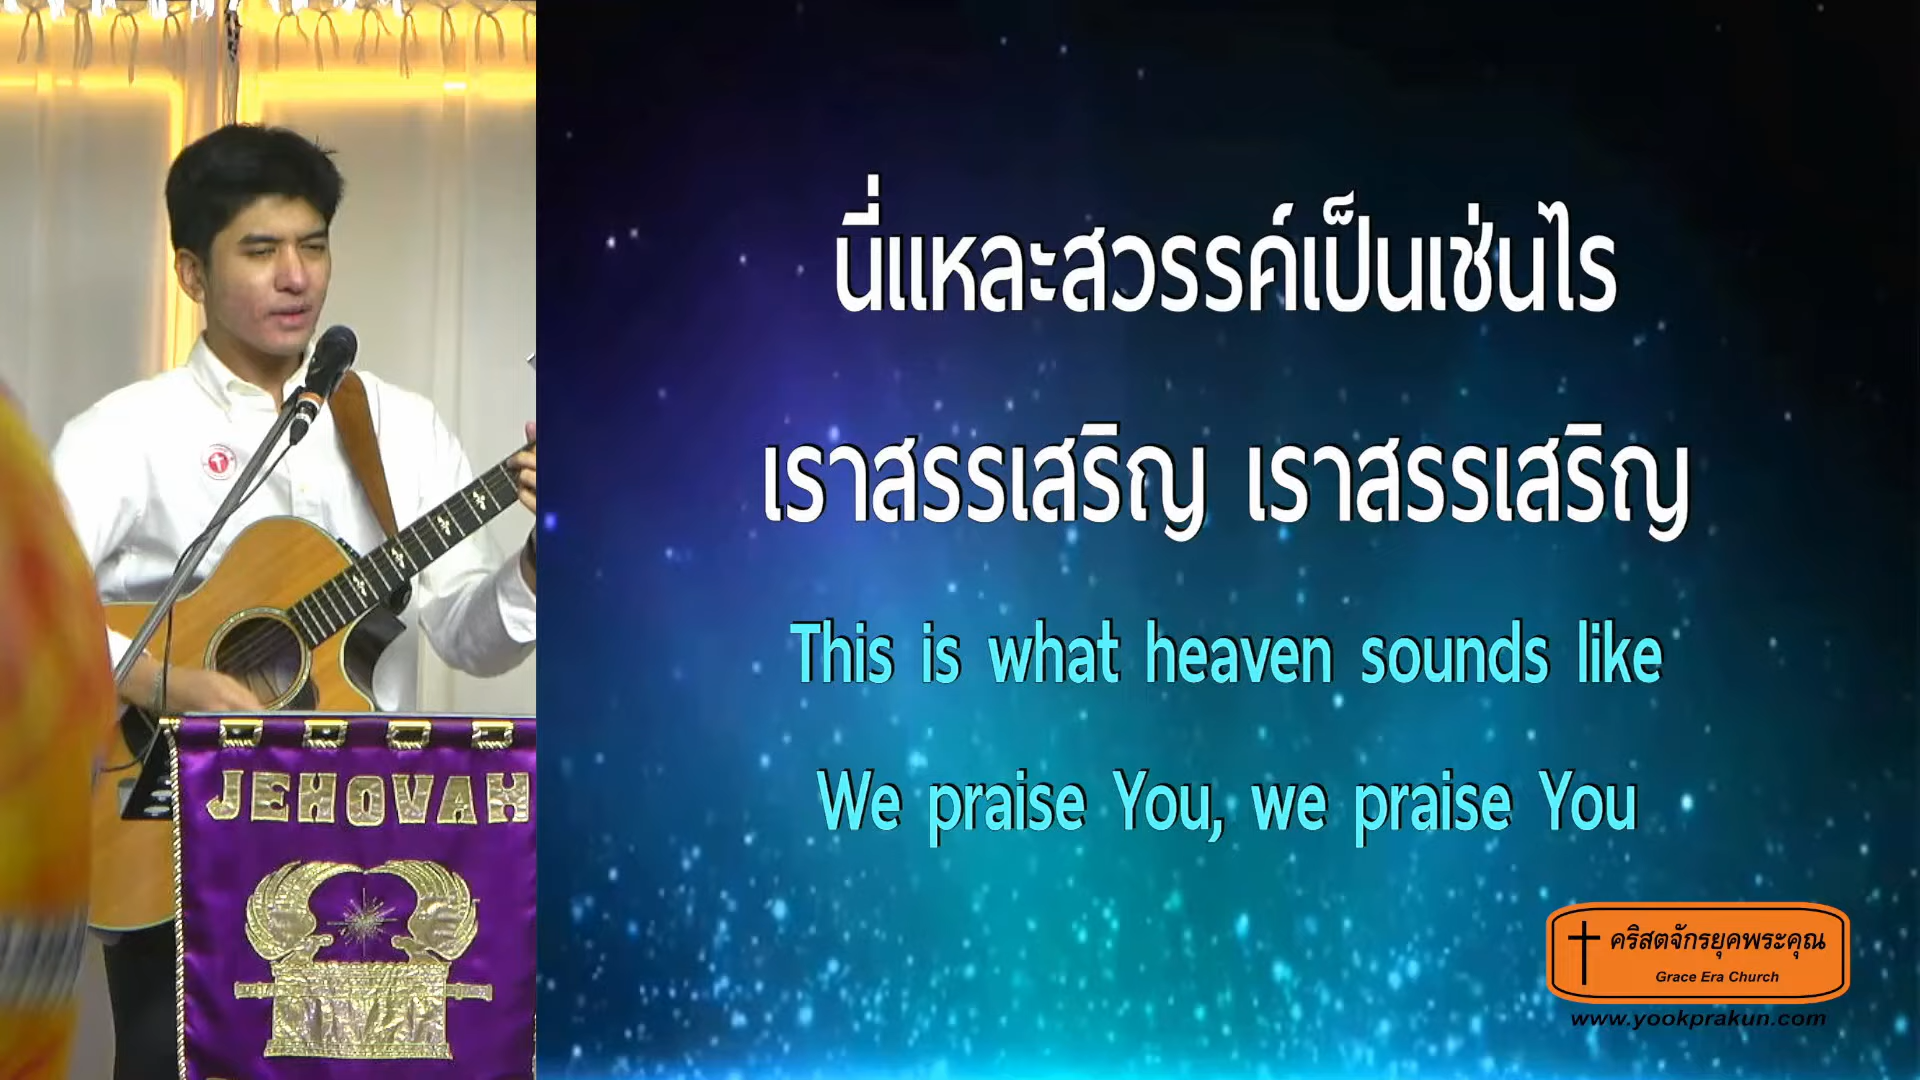 นี่แหละสวรรค์เป็นเช่นไร
เราสรรเสริญ เราสรรเสริญ
This is what heaven sounds like
We praise You, we praise You
JEHOVAH
คริสตจักรยุคพระคุณ
Grace Era Church
www.yookprakun.com